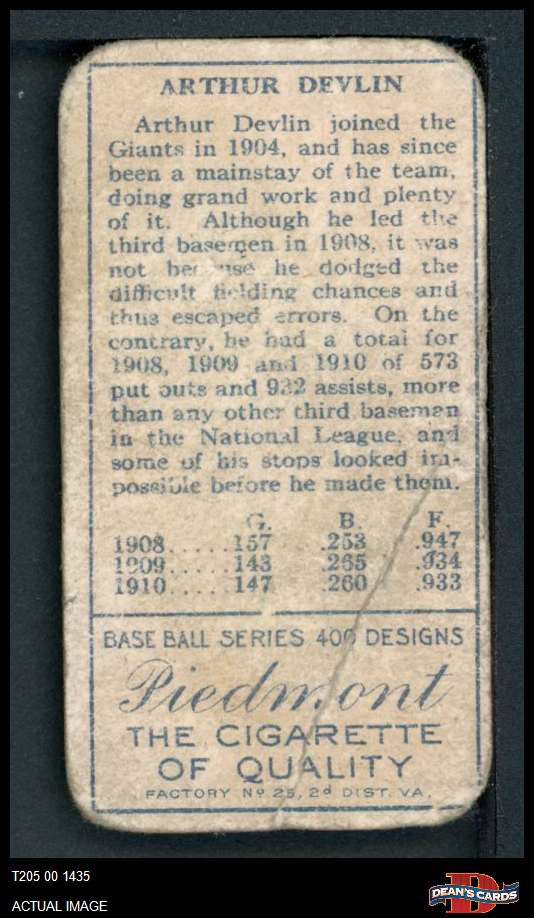 ARTHUR DEVLIN
Arthur Devlin joined the
Giants in 1904, and has since
been a mainstay of the team,
doing grand work and plenty
of it. Although he led the
third basemen in 1908, it was
not because he dodged the
difficult fielding chances and
thus escaped errors. On the
contrary, he had a total for
1908, 1909 and 1910 of 573
put outs and 932 assists, more
than any other third baseman
in the National League, and
some of his stops looked im-
possible before he made them.
G. B. F.
1908.....157 .253 .947
1909.....143 .265 .934
1910.....147 .260 .933
BASE BALL SERIES 400 DESIGNS
Piedmont
THE CIGARETTE
OF QUALITY
FACTORY Nº 25, 2d DIST. VA.
T205 00 1435
ACTUAL IMAGE
DEAN'S CARDS